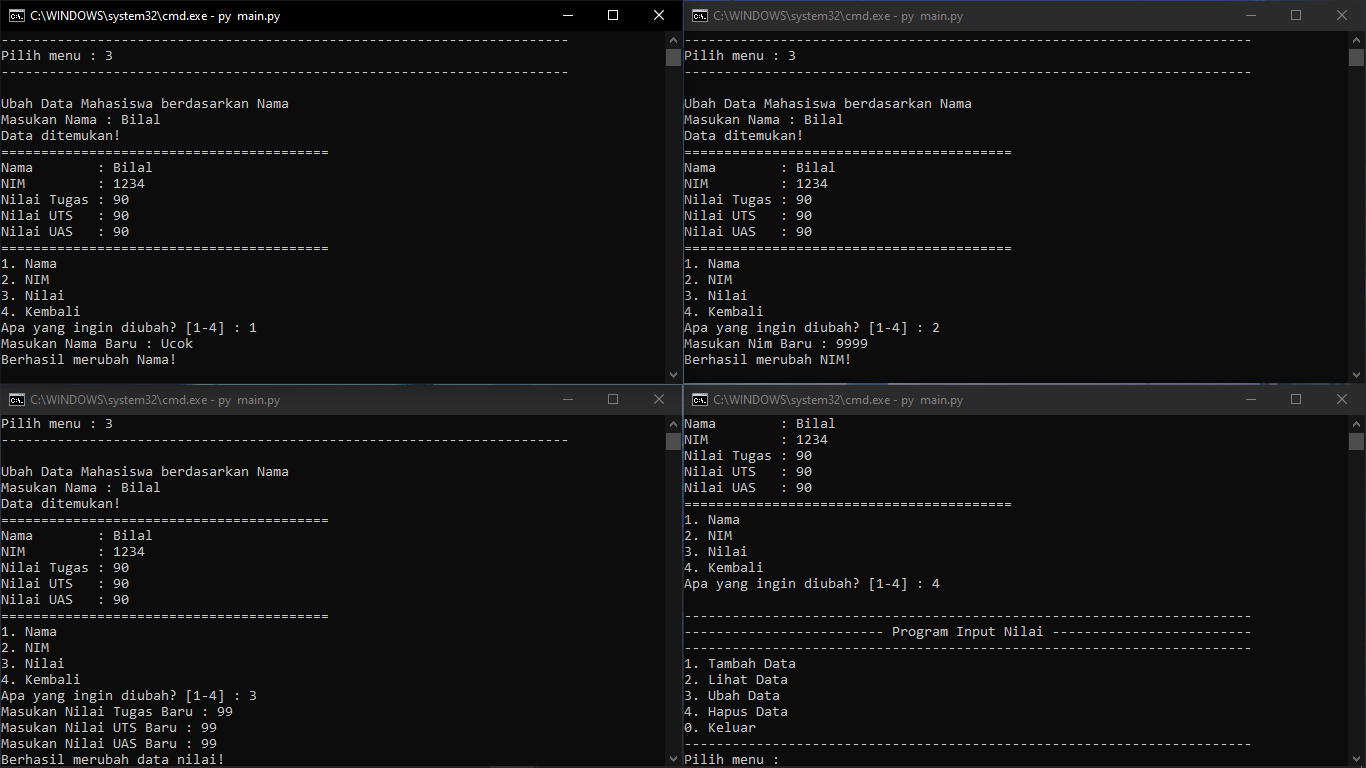 C:\WINDOWS\system32\cmd.exe - py  main.py
-----------------------------------------------------------------------
Pilih menu : 3
-----------------------------------------------------------------------
Ubah Data Mahasiswa berdasarkan Nama
Masukan Nama : Bilal
Data ditemukan!
=========================================
Nama        : Bilal
NIM         : 1234
Nilai Tugas : 90
Nilai UTS   : 90
Nilai UAS   : 90
=========================================
1. Nama
2. NIM
3. Nilai
4. Kembali
Apa yang ingin diubah? [1-4] : 1
Masukan Nama Baru : Ucok
Berhasil merubah Nama!
C:\WINDOWS\system32\cmd.exe - py  main.py
-----------------------------------------------------------------------
Pilih menu : 3
-----------------------------------------------------------------------
Ubah Data Mahasiswa berdasarkan Nama
Masukan Nama : Bilal
Data ditemukan!
=========================================
Nama        : Bilal
NIM         : 1234
Nilai Tugas : 90
Nilai UTS   : 90
Nilai UAS   : 90
=========================================
1. Nama
2. NIM
3. Nilai
4. Kembali
Apa yang ingin diubah? [1-4] : 2
Masukan Nim Baru : 9999
Berhasil merubah NIM!
C:\WINDOWS\system32\cmd.exe - py  main.py
Pilih menu : 3
-----------------------------------------------------------------------
Ubah Data Mahasiswa berdasarkan Nama
Masukan Nama : Bilal
Data ditemukan!
=========================================
Nama        : Bilal
NIM         : 1234
Nilai Tugas : 90
Nilai UTS   : 90
Nilai UAS   : 90
=========================================
1. Nama
2. NIM
3. Nilai
4. Kembali
Apa yang ingin diubah? [1-4] : 3
Masukan Nilai Tugas Baru : 99
Masukan Nilai UTS Baru : 99
Masukan Nilai UAS Baru : 99
Berhasil merubah data nilai!
C:\WINDOWS\system32\cmd.exe - py  main.py
Nama        : Bilal
NIM         : 1234
Nilai Tugas : 90
Nilai UTS   : 90
Nilai UAS   : 90
=========================================
1. Nama
2. NIM
3. Nilai
4. Kembali
Apa yang ingin diubah? [1-4] : 4
-----------------------------------------------------------------------
------------------------- Program Input Nilai -------------------------
-----------------------------------------------------------------------
1. Tambah Data
2. Lihat Data
3. Ubah Data
4. Hapus Data
0. Keluar
-----------------------------------------------------------------------
Pilih menu :